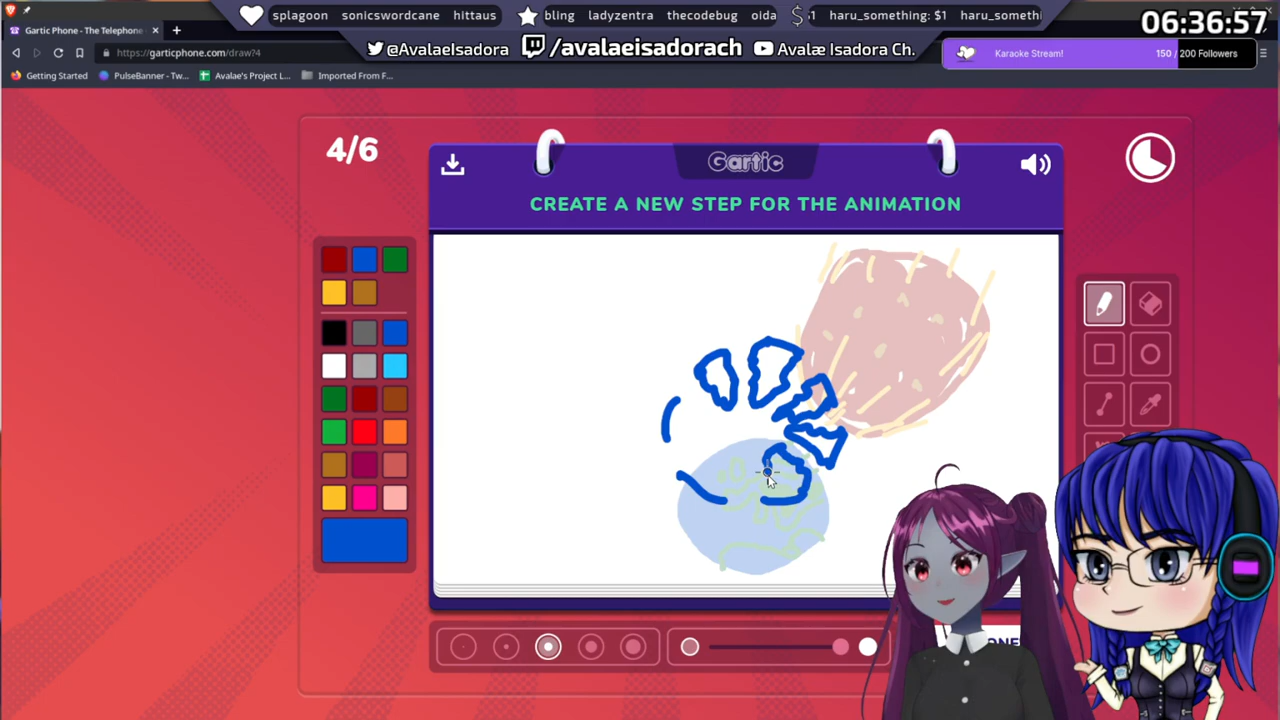 Gartic Phone - The Telephone
splagoon sonicswordcane hittaus
bling ladyzentra thecodebug oida
$1 haru_something: $1 haru_somethi
06:36:57
https://garticphone.com/draw?4
@AvalaeIsadora
/avalaeisadorach
Avalæ Isadora Ch.
Karaoke Stream!
150 / 200 Followers
Getting Started
PulseBanner - Tw...
Avalae's Project L...
Imported From F...
4/6
Gartic
CREATE A NEW STEP FOR THE ANIMATION